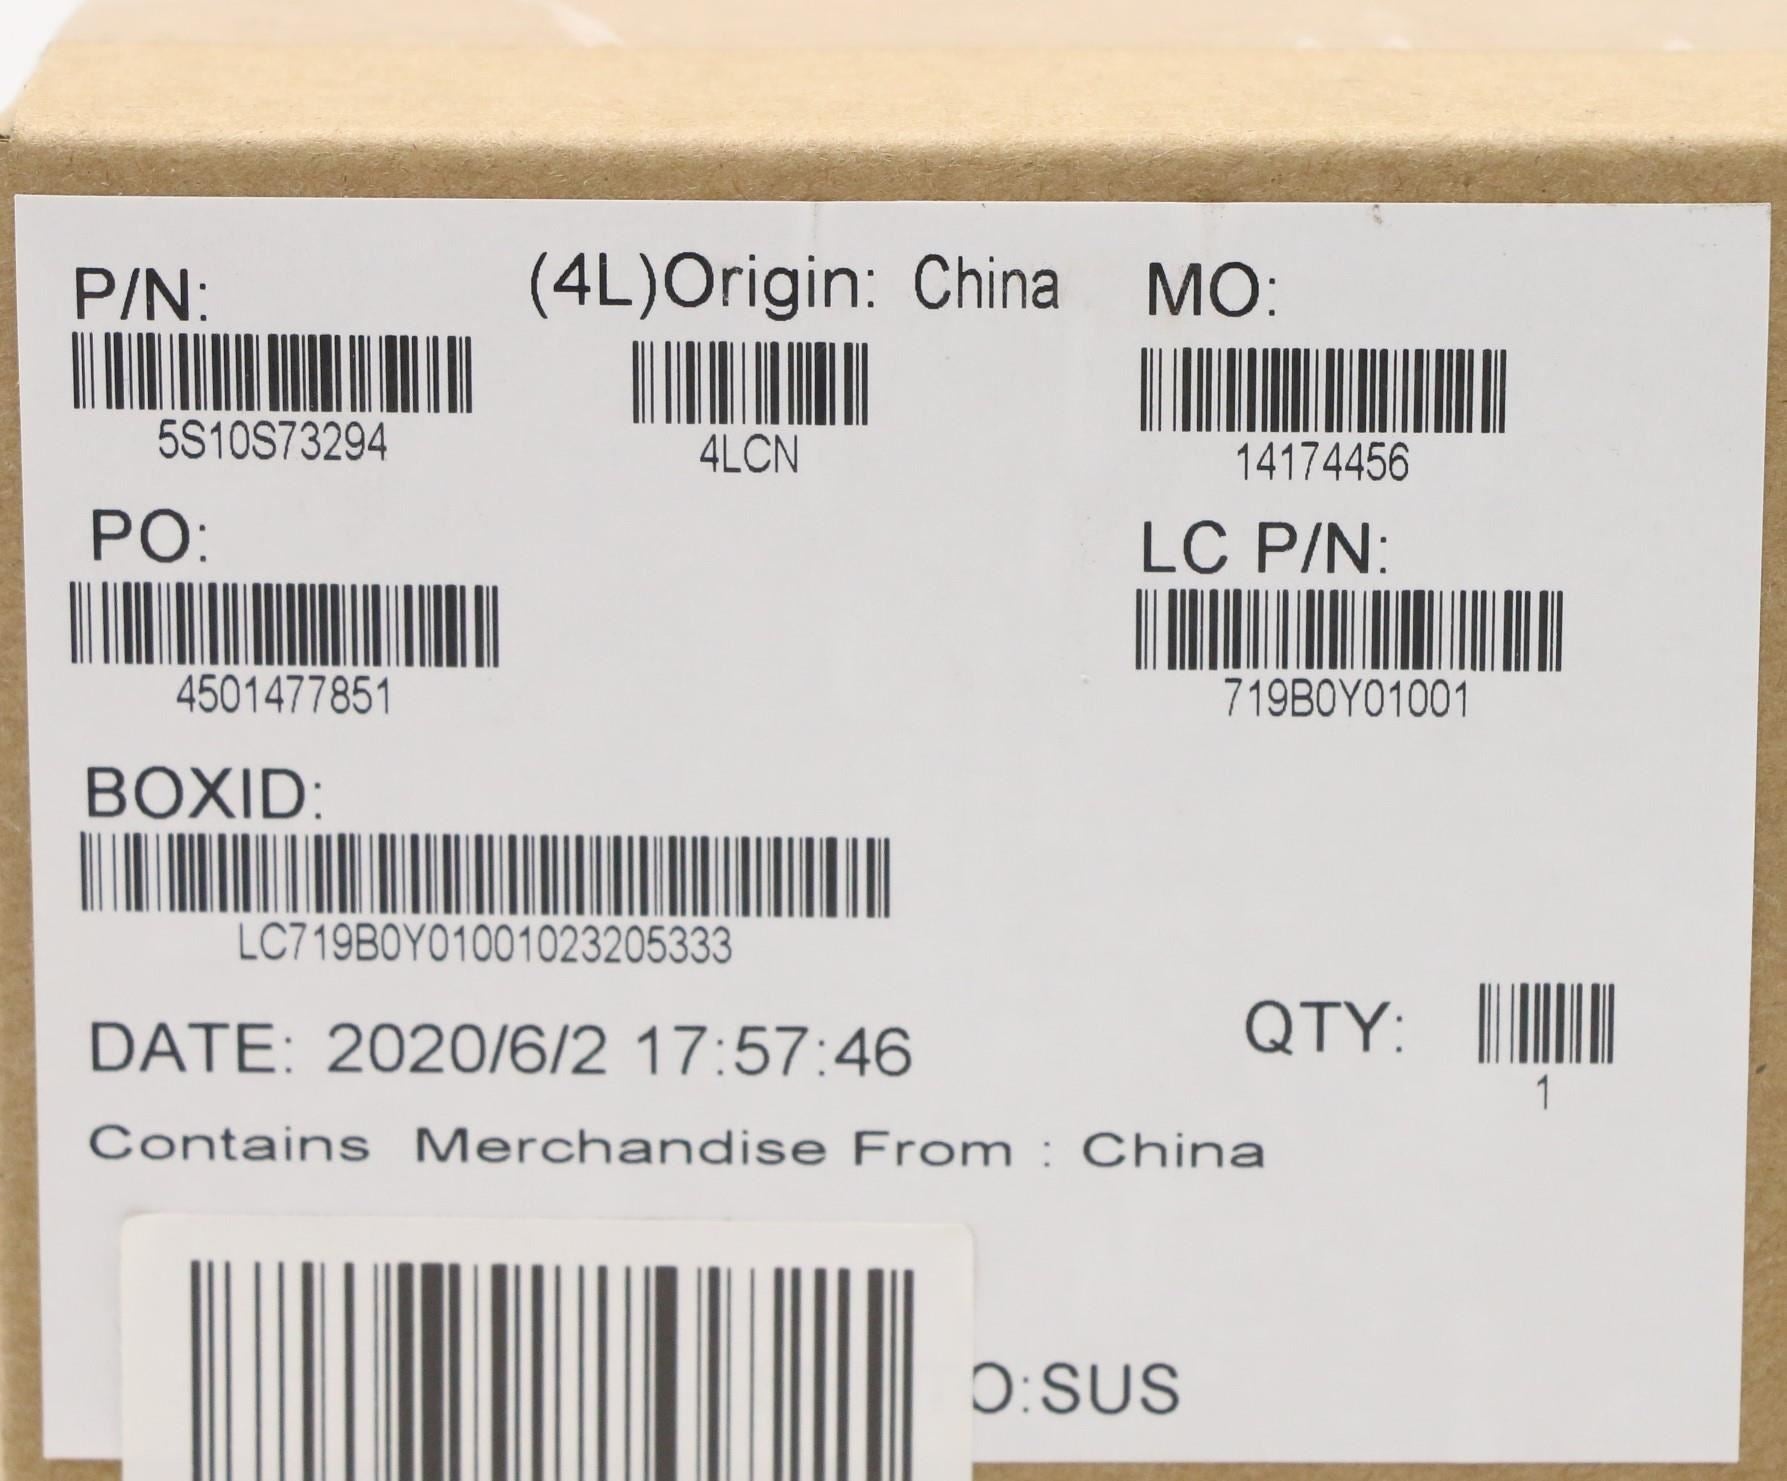 P/N: (4L)Origin: China MO:
5S10S73294 4LCN 14174456
PO: LC P/N:
4501477851 719B0Y01001
BOXID:
LC719B0Y01001023205333
DATE: 2020/6/2 17:57:46 QTY:
1
Contains Merchandise From : China
O:SUS